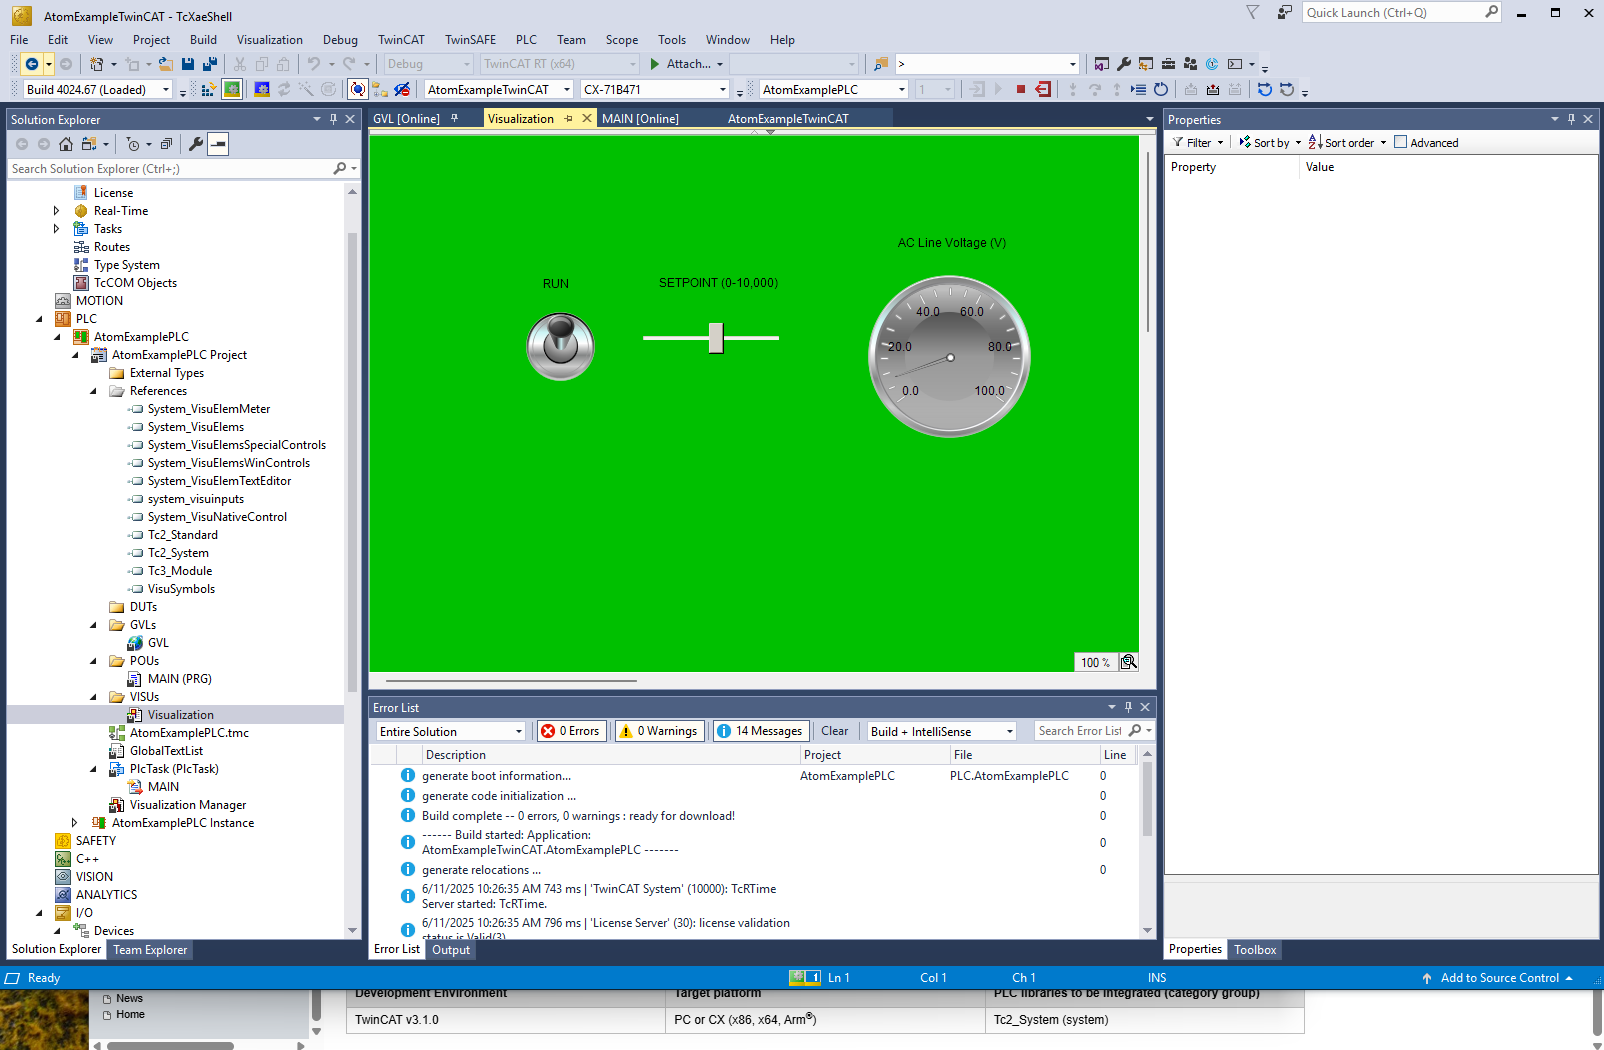 AtomExampleTwinCAT - TcXaeShell
Quick Launch (Ctrl+Q)
File Edit View Project Build Visualization Debug TwinCAT TwinSAFE PLC Team Scope Tools Window Help
Debug TwinCAT RT (x64) Attach... >
Build 4024.67 (Loaded) AtomExampleTwinCAT CX-71B471 AtomExamplePLC 1
Solution Explorer
Search Solution Explorer (Ctrl+;)
License
Real-Time
Tasks
Routes
Type System
TcCOM Objects
MOTION
PLC
AtomExamplePLC
AtomExamplePLC Project
External Types
References
System_VisuElemMeter
System_VisuElems
System_VisuElemsSpecialControls
System_VisuElemsWinControls
System_VisuElemTextEditor
system_visuinputs
System_VisuNativeControl
Tc2_Standard
Tc2_System
Tc3_Module
VisuSymbols
DUTs
GVLs
GVL
POUs
MAIN (PRG)
VISUs
Visualization
AtomExamplePLC.tmc
GlobalTextList
PlcTask (PlcTask)
MAIN
Visualization Manager
AtomExamplePLC Instance
SAFETY
C++
VISION
ANALYTICS
I/O
Devices
Solution Explorer Team Explorer
GVL [Online] Visualization MAIN [Online] AtomExampleTwinCAT
AC Line Voltage (V)
RUN SETPOINT (0-10,000)
40.0 60.0
20.0 80.0
0.0 100.0
100 %
Error List
Entire Solution 0 Errors 0 Warnings 14 Messages Clear Build + IntelliSense Search Error List
Description Project File Line
generate boot information... AtomExamplePLC PLC.AtomExamplePLC 0
generate code initialization ... 0
Build complete -- 0 errors, 0 warnings : ready for download! 0
------ Build started: Application:
AtomExampleTwinCAT.AtomExamplePLC ------- 0
generate relocations ... 0
6/11/2025 10:26:35 AM 743 ms | 'TwinCAT System' (10000): TcRTime
Server started: TcRTime.
6/11/2025 10:26:35 AM 796 ms | 'License Server' (30): license validation
status is Valid(3)
Error List Output
Properties
Filter Sort by Sort order Advanced
Property Value
Properties Toolbox
Ready 1 Ln 1 Col 1 Ch 1 INS Add to Source Control
News
Home
Development Environment Target platform PLC libraries to be integrated (category group)
TwinCAT v3.1.0 PC or CX (x86, x64, Arm®) Tc2_System (system)